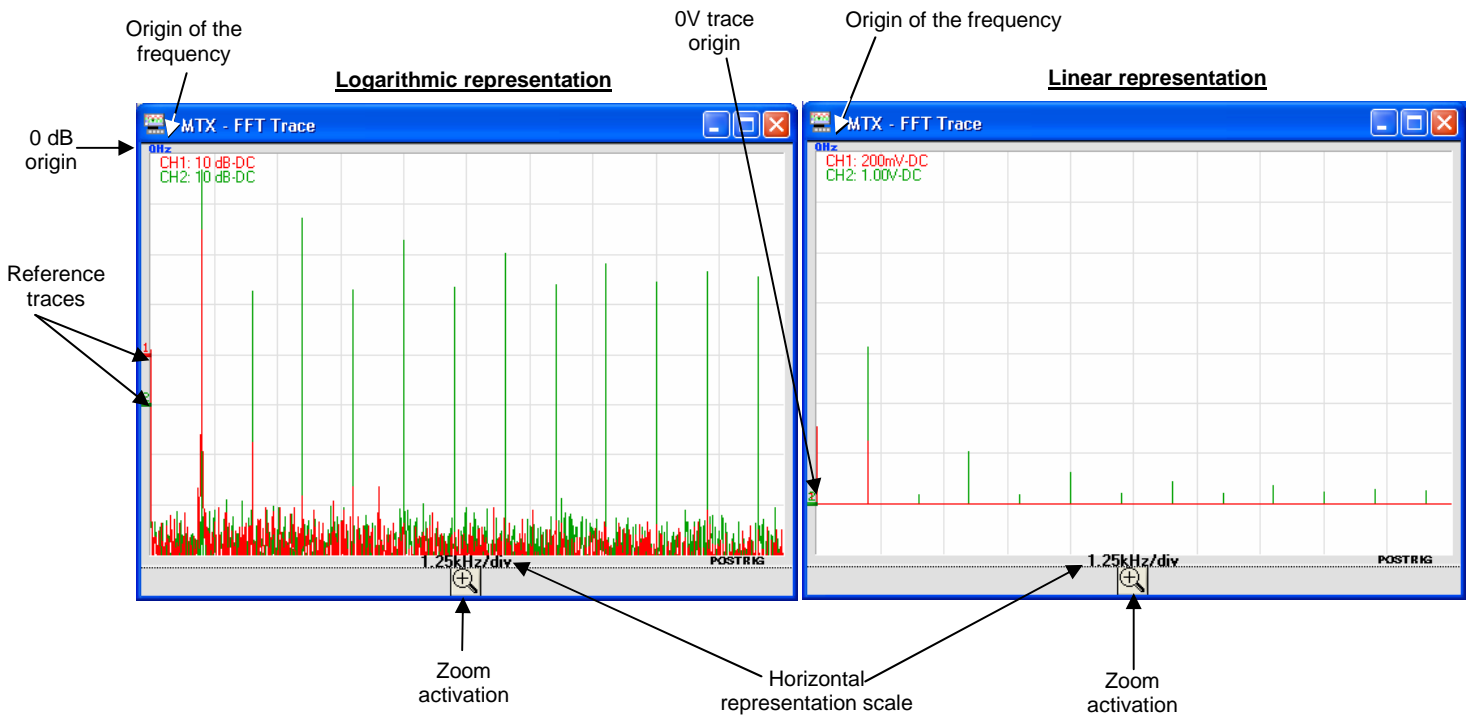 Origin of the
frequency
0V trace
origin
Origin of the frequency
Logarithmic representation
Linear representation
0 dB
origin
MTX - FFT Trace
0Hz
CH1: 10 dB-DC
CH2: 10 dB-DC
Reference
traces
1
2
1.25kHz/div
POSTRIG
MTX - FFT Trace
0Hz
CH1: 200mV-DC
CH2: 1.00V-DC
1
1.25kHz/div
POSTRIG
Zoom
activation
Horizontal
representation scale
Zoom
activation